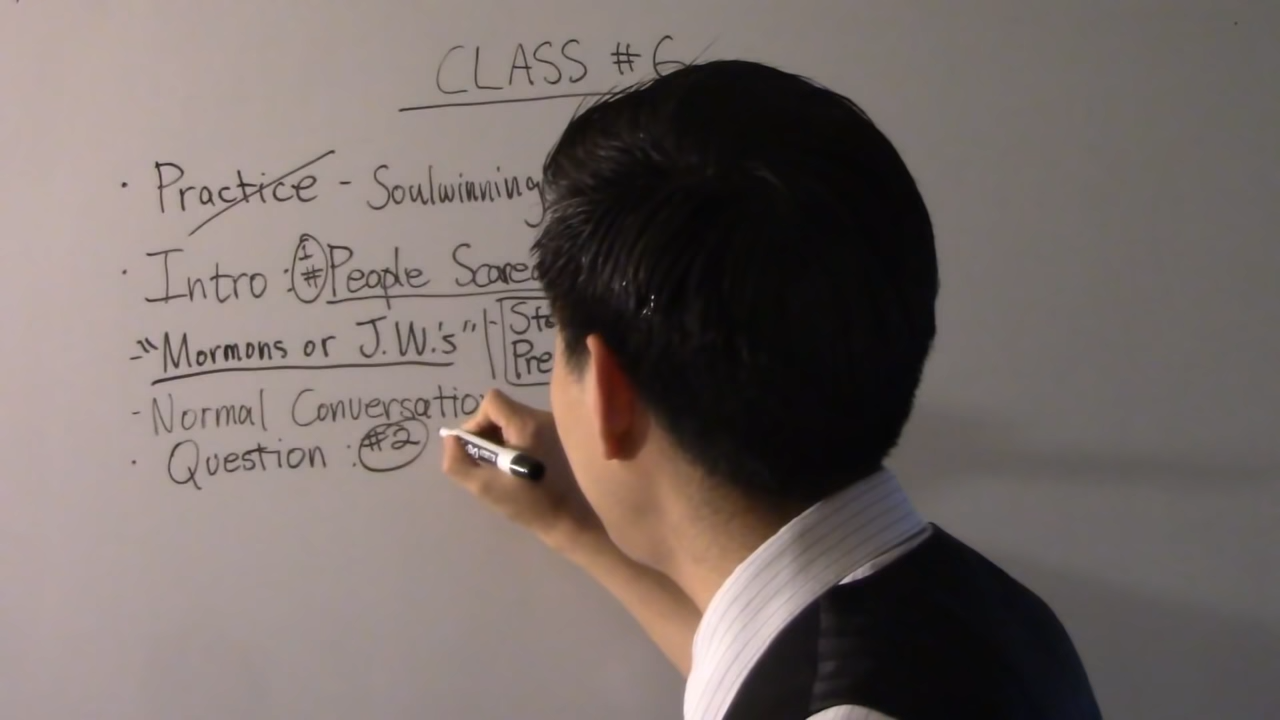 CLASS # 6
· Practice - Soulwinning
· Intro : #1 People Scared
- "Mormons or J.W.'s"
- Normal Conversation
· Question : #2